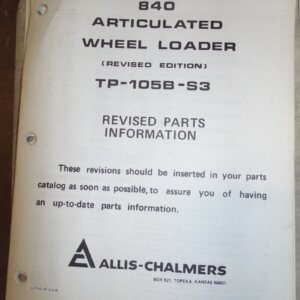 840
ARTICULATED
WHEEL LOADER
(REVISED EDITION)
TP-105B-S3
REVISED PARTS
INFORMATION
These revisions should be inserted in your parts
catalog as soon as possible, to assure you of having
an up-to-date parts information.
ALLIS-CHALMERS
BOX 521, TOPEKA, KANSAS 66601